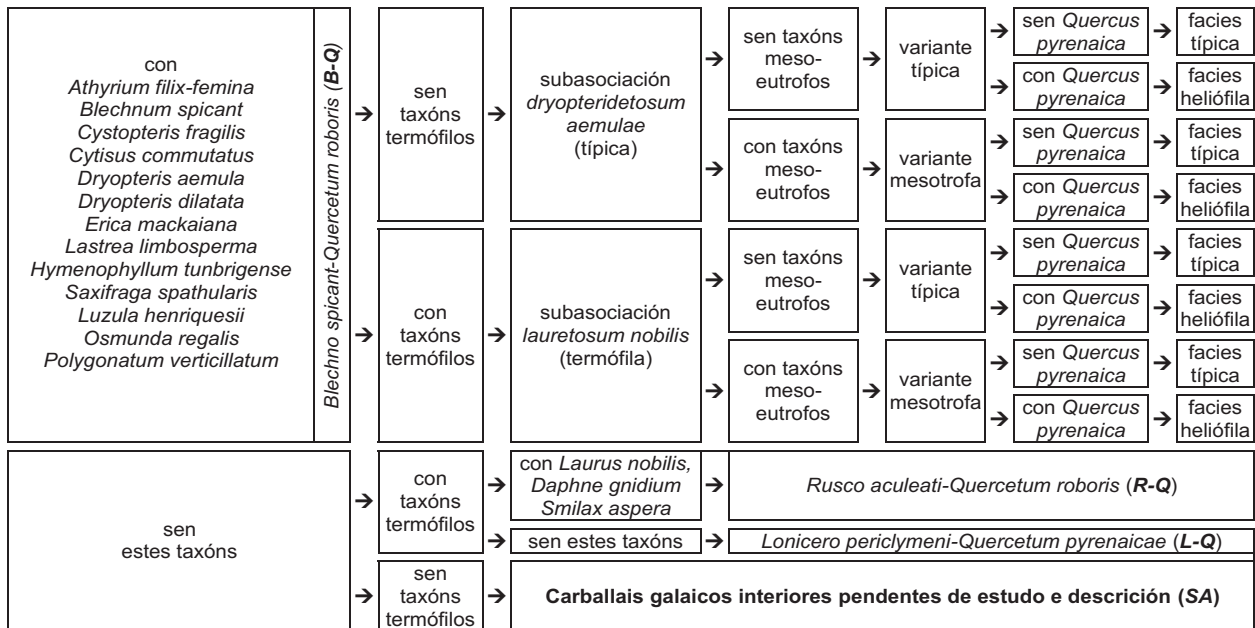 con
Athyrium filix-femina
Blechnum spicant
Cystopteris fragilis
Cytisus commutatus
Dryopteris aemula
Dryopteris dilatata
Erica mackaiana
Lastrea limbosperma
Hymenophyllum tunbrigense
Saxifraga spathularis
Luzula henriquesii
Osmunda regalis
Polygonatum verticillatum
Blechno spicant-Quercetum roboris (B-Q)
➔
sen
taxóns
termófilos
➔
subasociación
dryopteridetosum
aemulae
(típica)
➔
sen taxóns
meso-
eutrofos
➔
variante
típica
➔
sen Quercus
pyrenaica
➔
facies
típica
➔
con Quercus
pyrenaica
➔
facies
heliófila
➔
con taxóns
meso-
eutrofos
➔
variante
mesotrofa
➔
sen Quercus
pyrenaica
➔
facies
típica
➔
con Quercus
pyrenaica
➔
facies
heliófila
➔
con
taxóns
termófilos
➔
subasociación
lauretosum nobilis
(termófila)
➔
sen taxóns
meso-
eutrofos
➔
variante
típica
➔
sen Quercus
pyrenaica
➔
facies
típica
➔
con Quercus
pyrenaica
➔
facies
heliófila
➔
con taxóns
meso-
eutrofos
➔
variante
mesotrofa
➔
sen Quercus
pyrenaica
➔
facies
típica
➔
con Quercus
pyrenaica
➔
facies
heliófila
sen
estes taxóns
➔
con
taxóns
termófilos
➔
con Laurus nobilis,
Daphne gnidium
Smilax aspera
➔
Rusco aculeati-Quercetum roboris (R-Q)
➔
sen estes taxóns
➔
Lonicero periclymeni-Quercetum pyrenaicae (L-Q)
➔
sen
taxóns
termófilos
➔
Carballais galaicos interiores pendentes de estudo e descrición (SA)